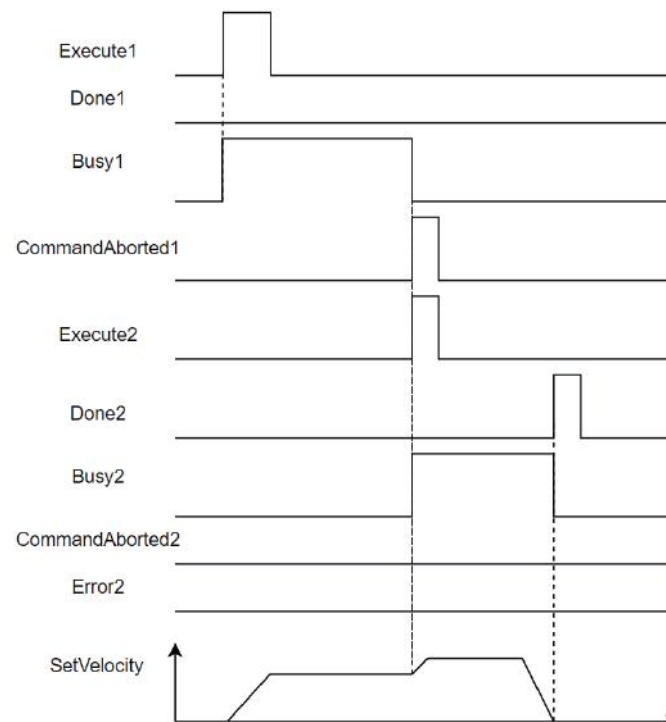 Execute1
Done1
Busy1
CommandAborted1
Execute2
Done2
Busy2
CommandAborted2
Error2
SetVelocity